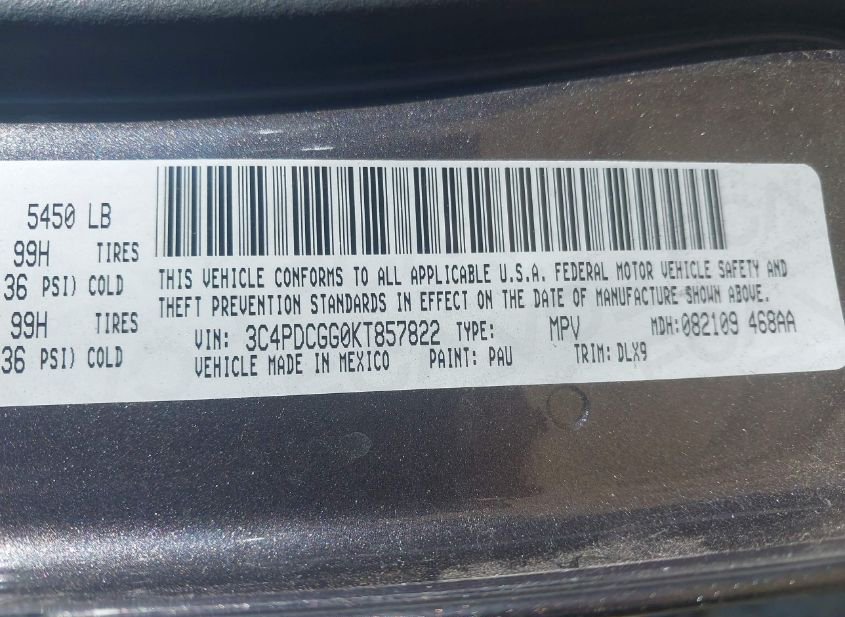 5450 LB
99H TIRES
36 PSI) COLD
99H TIRES
36 PSI) COLD
THIS VEHICLE CONFORMS TO ALL APPLICABLE U.S.A. FEDERAL MOTOR VEHICLE SAFETY AND
THEFT PREVENTION STANDARDS IN EFFECT ON THE DATE OF MANUFACTURE SHOWN ABOVE.
VIN: 3C4PDCGG0KT857822 TYPE: MPV MDH:082109 468AA
VEHICLE MADE IN MEXICO PAINT: PAU TRIM: DLX9